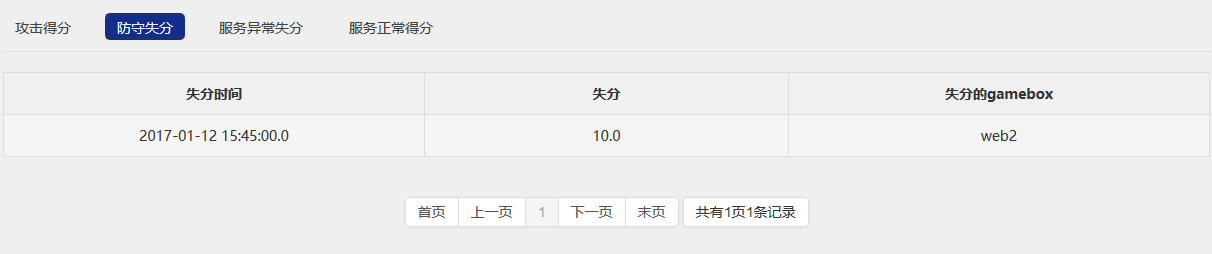 攻击得分 防守失分 服务异常失分 服务正常得分
失分时间 失分 失分的gamebox
2017-01-12 15:45:00.0 10.0 web2
首页 上一页 1 下一页 末页 共有1页1条记录